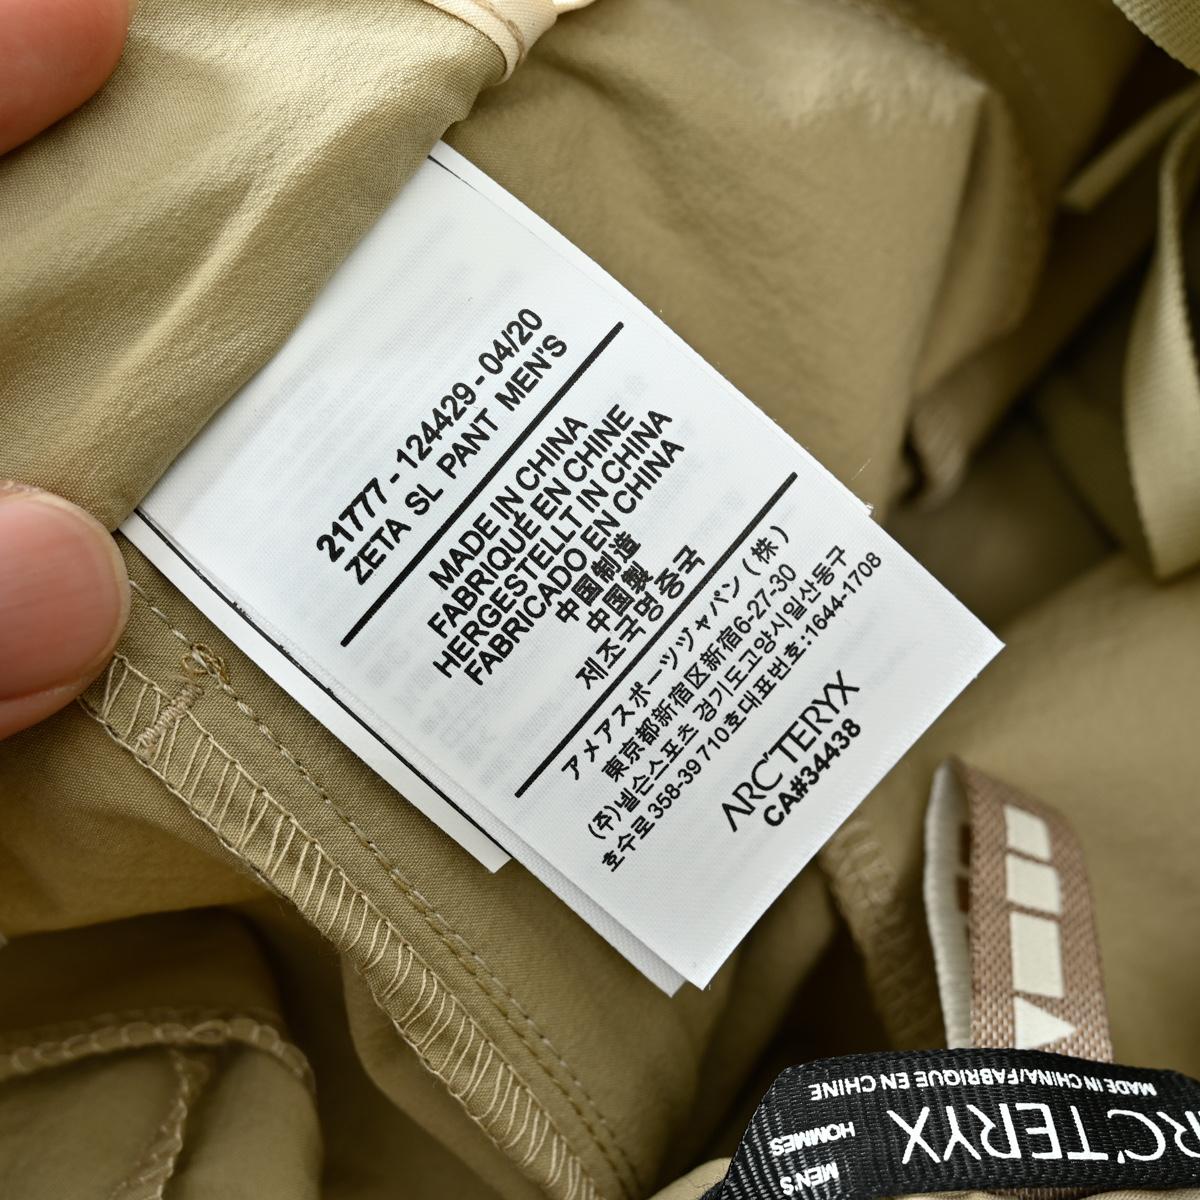 21777 - 124429 - 04/20
ZETA SL PANT MEN'S
MADE IN CHINA
FABRIQUÉ EN CHINE
HERGESTELLT IN CHINA
FABRICADO EN CHINA
中国制造
中國製
제조국명 중국
アメアスポーツヅャパン(株)
東京都新宿区新宿6-27-30
(주)넬슨스포츠 경기도고양시일산동구
호수로 358-39 710호대표번호:1644-1708
ARC'TERYX
CA#34438
MADE IN CHINA/FABRIQUÉ EN CHINE
RC'TERYX
HOMMES
MEN'S